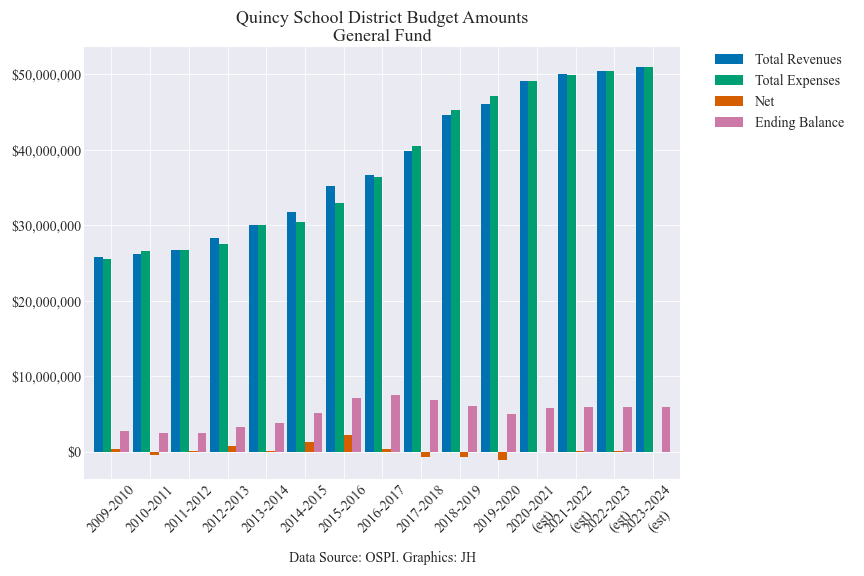 Quincy School District Budget Amounts
General Fund
$50,000,000
$40,000,000
$30,000,000
$20,000,000
$10,000,000
$0
Total Revenues
Total Expenses
Net
Ending Balance
2009-2010
2010-2011
2011-2012
2012-2013
2013-2014
2014-2015
2015-2016
2016-2017
2017-2018
2018-2019
2019-2020
2020-2021
(est)
2021-2022
(est)
2022-2023
(est)
2023-2024
(est)
Data Source: OSPI. Graphics: JH